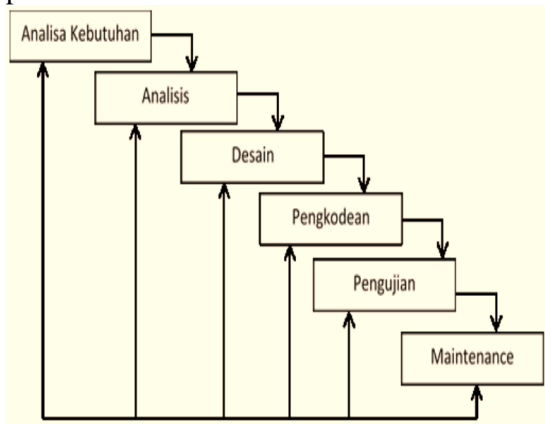 Analisa Kebutuhan
Analisis
Desain
Pengkodean
Pengujian
Maintenance